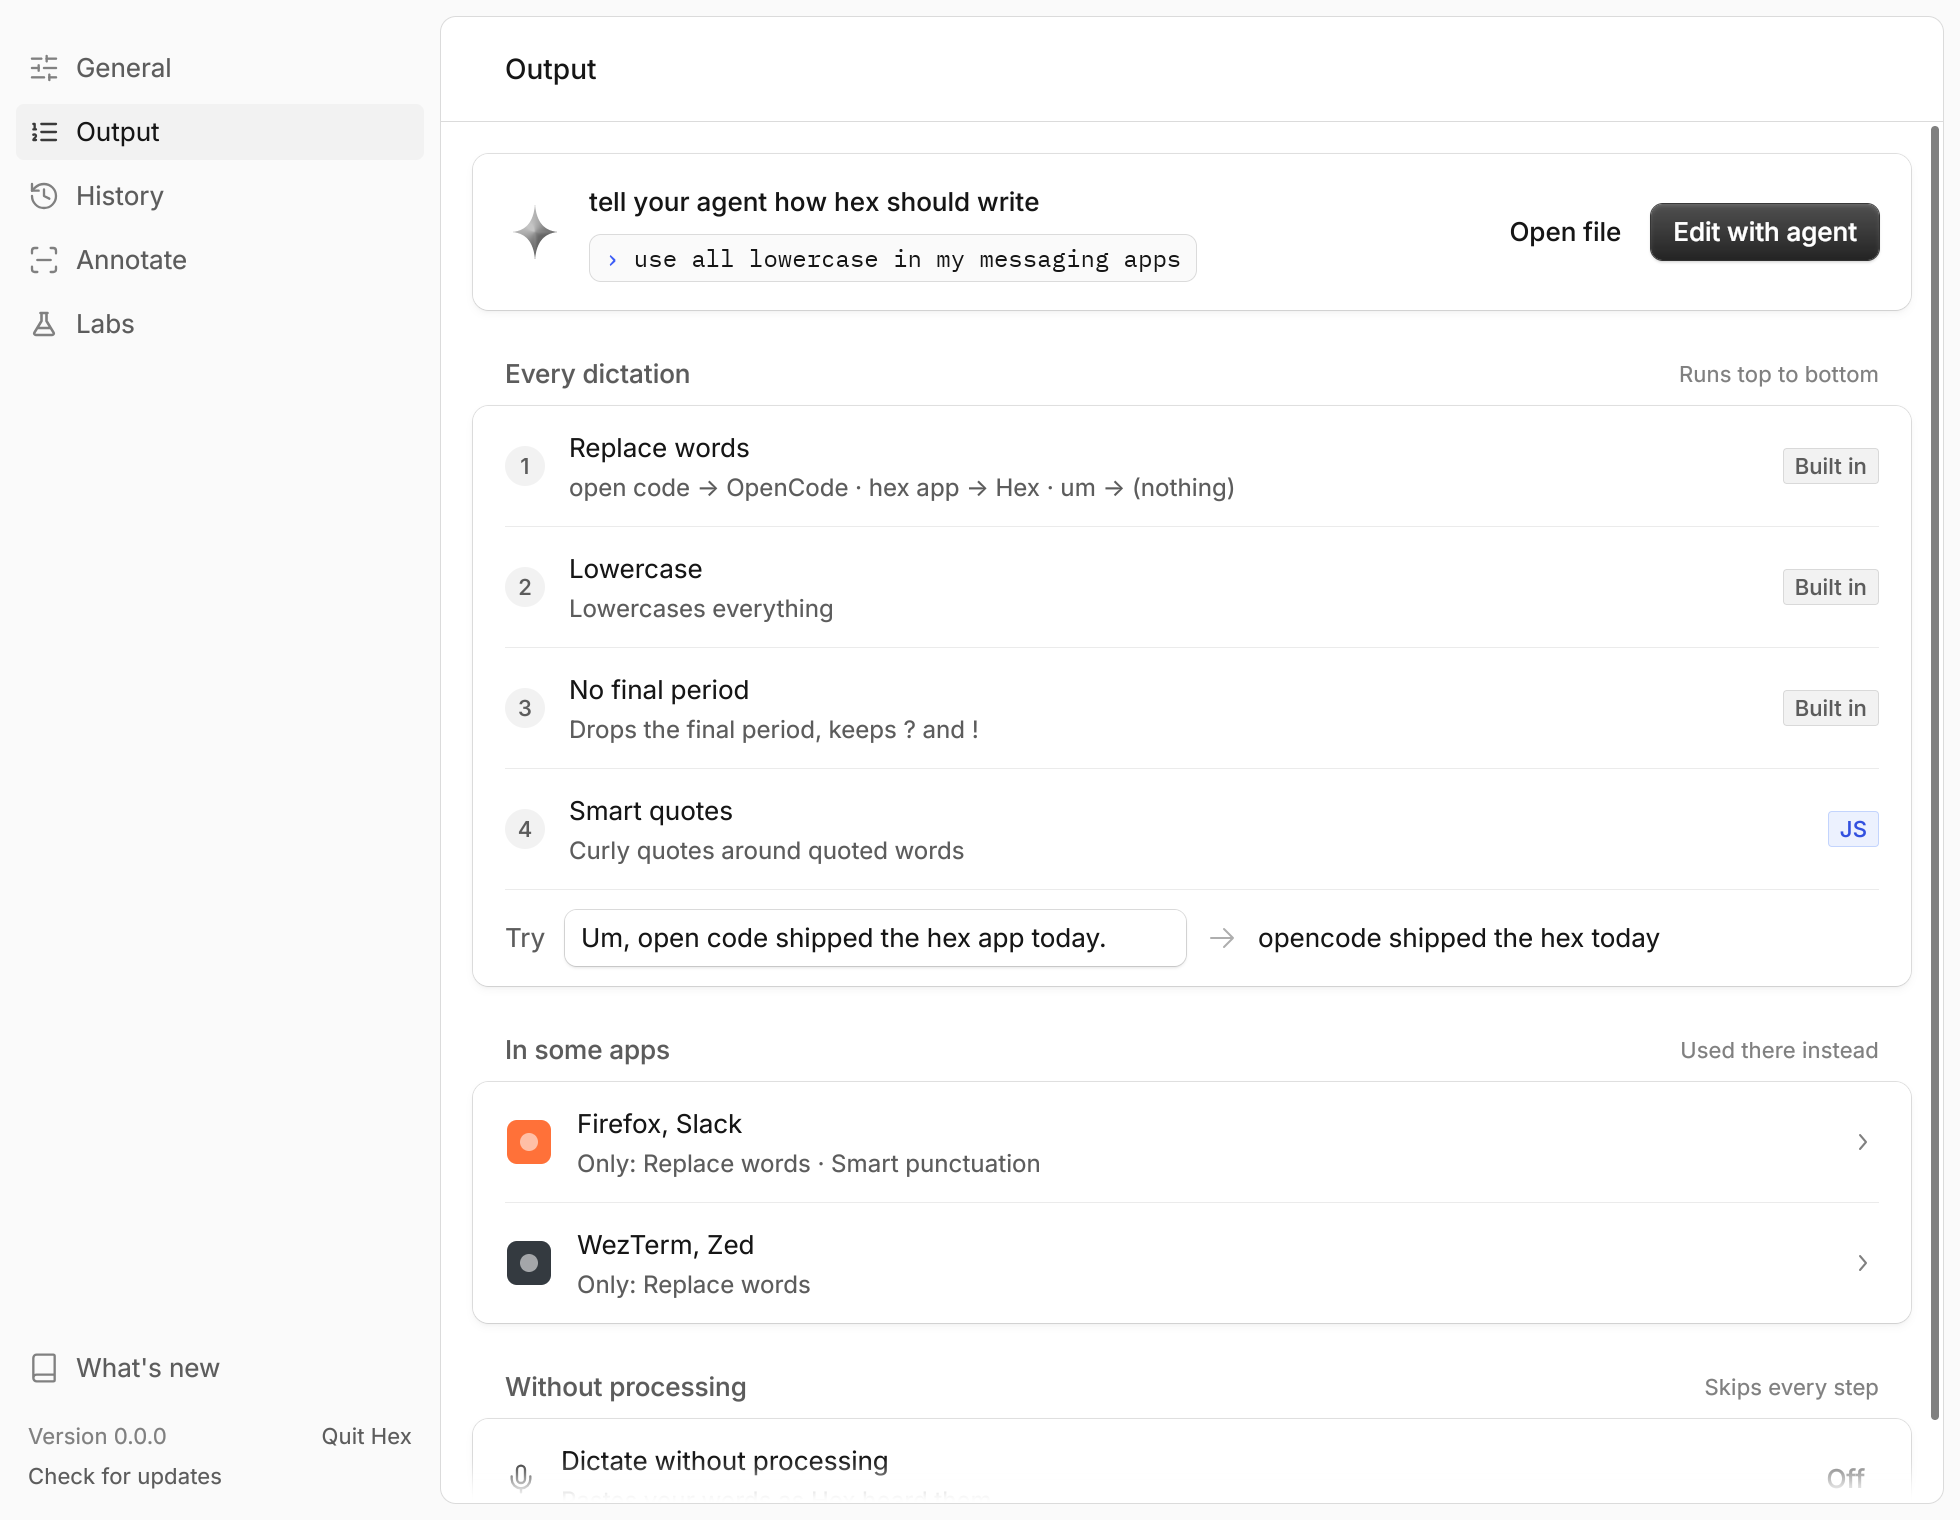 General
Output
History
Annotate
Labs
What's new
Version 0.0.0
Quit Hex
Check for updates
Output
tell your agent how hex should write
› use all lowercase in my messaging apps
Open file
Edit with agent
Every dictation
Runs top to bottom
1
Replace words
open code → OpenCode · hex app → Hex · um → (nothing)
Built in
2
Lowercase
Lowercases everything
Built in
3
No final period
Drops the final period, keeps ? and !
Built in
4
Smart quotes
Curly quotes around quoted words
JS
Try
Um, open code shipped the hex app today.
→ opencode shipped the hex today
In some apps
Used there instead
Firefox, Slack
Only: Replace words · Smart punctuation
WezTerm, Zed
Only: Replace words
Without processing
Skips every step
Dictate without processing
Off